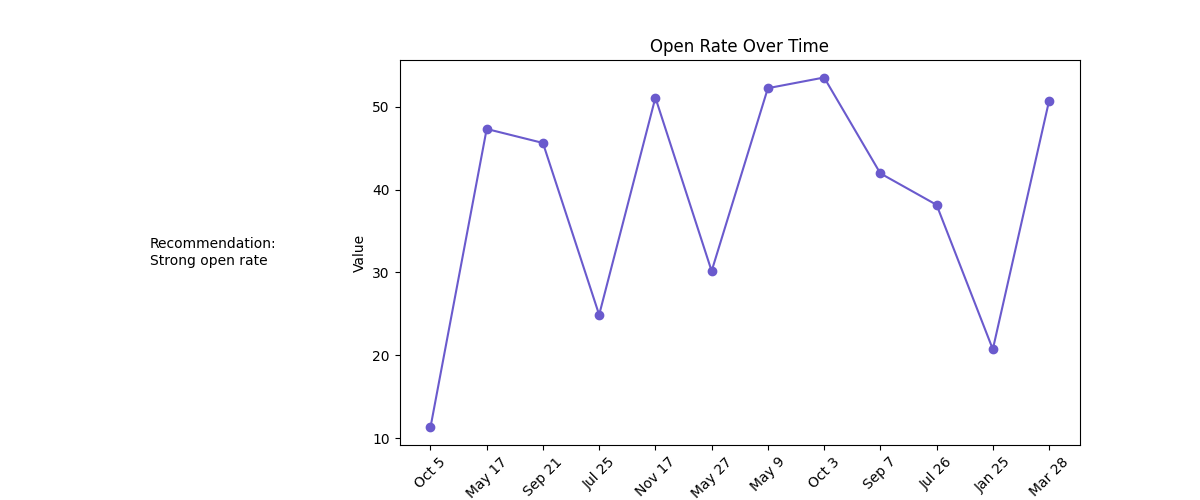 Open Rate Over Time
Recommendation:
Strong open rate
Value
50
40
30
20
10
Oct 5
May 17
Sep 21
Jul 25
Nov 17
May 27
May 9
Oct 3
Sep 7
Jul 26
Jan 25
Mar 28